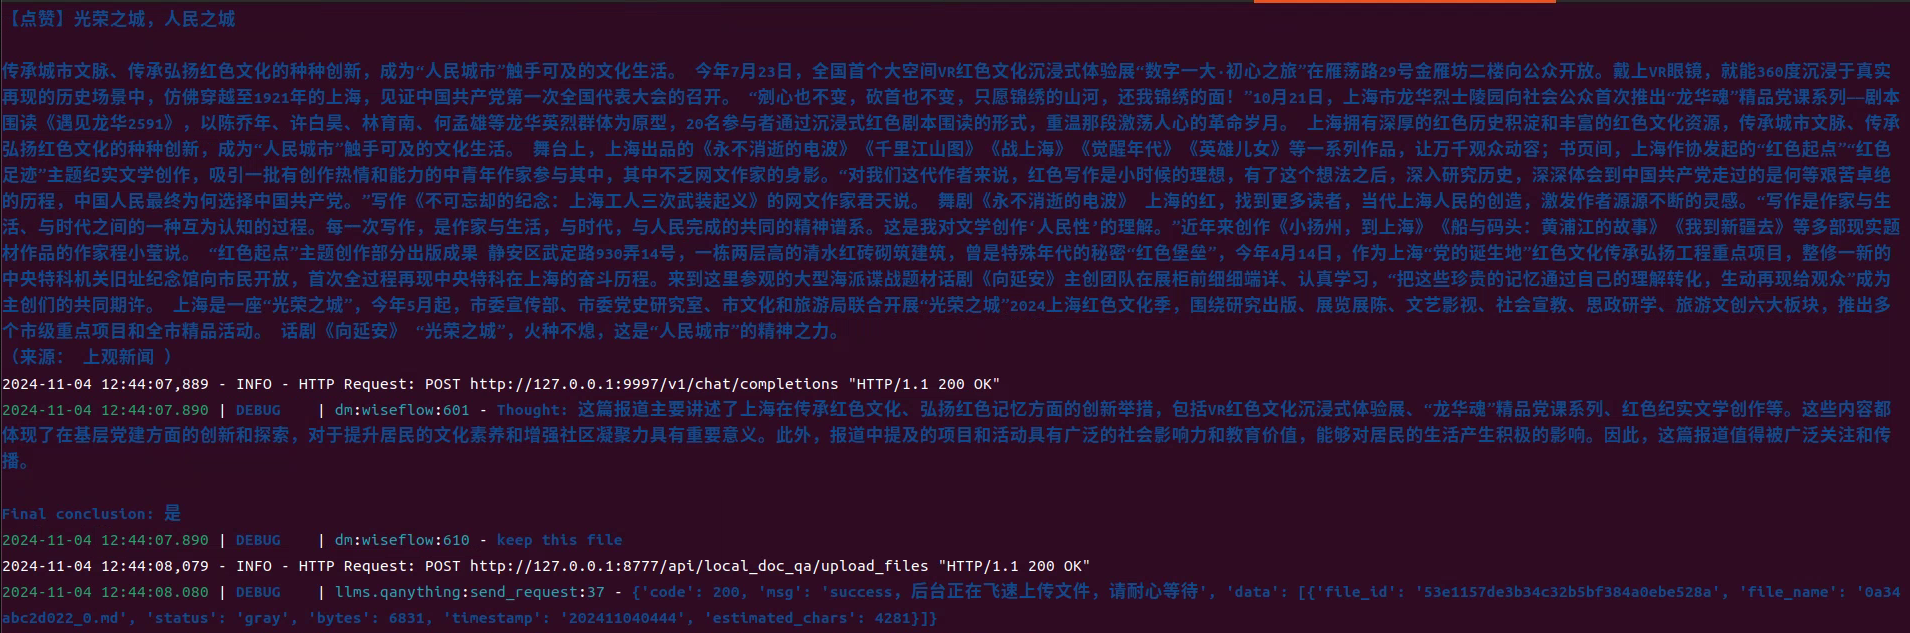 【点赞】光荣之城，人民之城
传承城市文脉、传承弘扬红色文化的种种创新，成为“人民城市”触手可及的文化生活。 今年7月23日，全国首个大空间VR红色文化沉浸式体验展“数字一大·初心之旅”在雁荡路29号金雁坊二楼向公众开放。戴上VR眼镜，就能360度沉浸于真实
再现的历史场景中，仿佛穿越至1921年的上海，见证中国共产党第一次全国代表大会的召开。 “剜心也不变，砍首也不变，只愿锦绣的山河，还我锦绣的面！”10月21日，上海市龙华烈士陵园向社会公众首次推出“龙华魂”精品党课系列——剧本
围读《遇见龙华2591》，以陈乔年、许白昊、林育南、何孟雄等龙华英烈群体为原型，20名参与者通过沉浸式红色剧本围读的形式，重温那段激荡人心的革命岁月。 上海拥有深厚的红色历史积淀和丰富的红色文化资源，传承城市文脉、传承
弘扬红色文化的种种创新，成为“人民城市”触手可及的文化生活。 舞台上，上海出品的《永不消逝的电波》《千里江山图》《战上海》《觉醒年代》《英雄儿女》等一系列作品，让万千观众动容；书页间，上海作协发起的“红色起点”“红色
足迹”主题纪实文学创作，吸引一批有创作热情和能力的中青年作家参与其中，其中不乏网文作家的身影。“对我们这代作者来说，红色写作是小时候的理想，有了这个想法之后，深入研究历史，深深体会到中国共产党走过的是何等艰苦卓绝
的历程，中国人民最终为何选择中国共产党。”写作《不可忘却的纪念：上海工人三次武装起义》的网文作家君天说。 舞剧《永不消逝的电波》 上海的红，找到更多读者，当代上海人民的创造，激发作者源源不断的灵感。“写作是作家与生
活、与时代之间的一种互为认知的过程。每一次写作，是作家与生活，与时代，与人民完成的共同的精神谱系。这是我对文学创作‘人民性’的理解。”近年来创作《小扬州，到上海》《船与码头：黄浦江的故事》《我到新疆去》等多部现实题
材作品的作家程小莹说。 “红色起点”主题创作部分出版成果 静安区武定路930弄14号，一栋两层高的清水红砖砌筑建筑，曾是特殊年代的秘密“红色堡垒”，今年4月14日，作为上海“党的诞生地”红色文化传承弘扬工程重点项目，整修一新的
中央特科机关旧址纪念馆向市民开放，首次全过程再现中央特科在上海的奋斗历程。来到这里参观的大型海派谍战题材话剧《向延安》主创团队在展柜前细细端详、认真学习，“把这些珍贵的记忆通过自己的理解转化，生动再现给观众”成为
主创们的共同期许。 上海是一座“光荣之城”，今年5月起，市委宣传部、市委党史研究室、市文化和旅游局联合开展“光荣之城”2024上海红色文化季，围绕研究出版、展览展陈、文艺影视、社会宣教、思政研学、旅游文创六大板块，推出多
个市级重点项目和全市精品活动。 话剧《向延安》 “光荣之城”，火种不熄，这是“人民城市”的精神之力。
（来源： 上观新闻 ）
2024-11-04 12:44:07,889 - INFO - HTTP Request: POST http://127.0.0.1:9997/v1/chat/completions "HTTP/1.1 200 OK"
2024-11-04 12:44:07.890 | DEBUG    | dm:wiseflow:601 - Thought: 这篇报道主要讲述了上海在传承红色文化、弘扬红色记忆方面的创新举措，包括VR红色文化沉浸式体验展、“龙华魂”精品党课系列、红色纪实文学创作等。这些内容都
体现了在基层党建方面的创新和探索，对于提升居民的文化素养和增强社区凝聚力具有重要意义。此外，报道中提及的项目和活动具有广泛的社会影响力和教育价值，能够对居民的生活产生积极的影响。因此，这篇报道值得被广泛关注和传
播。
Final conclusion: 是
2024-11-04 12:44:07.890 | DEBUG    | dm:wiseflow:610 - keep this file
2024-11-04 12:44:08,079 - INFO - HTTP Request: POST http://127.0.0.1:8777/api/local_doc_qa/upload_files "HTTP/1.1 200 OK"
2024-11-04 12:44:08.080 | DEBUG    | llms.qanything:send_request:37 - {'code': 200, 'msg': 'success，后台正在飞速上传文件，请耐心等待', 'data': [{'file_id': '53e1157de3b34c32b5bf384a0ebe528a', 'file_name': '0a34
abc2d022_0.md', 'status': 'gray', 'bytes': 6831, 'timestamp': '202411040444', 'estimated_chars': 4281}]}